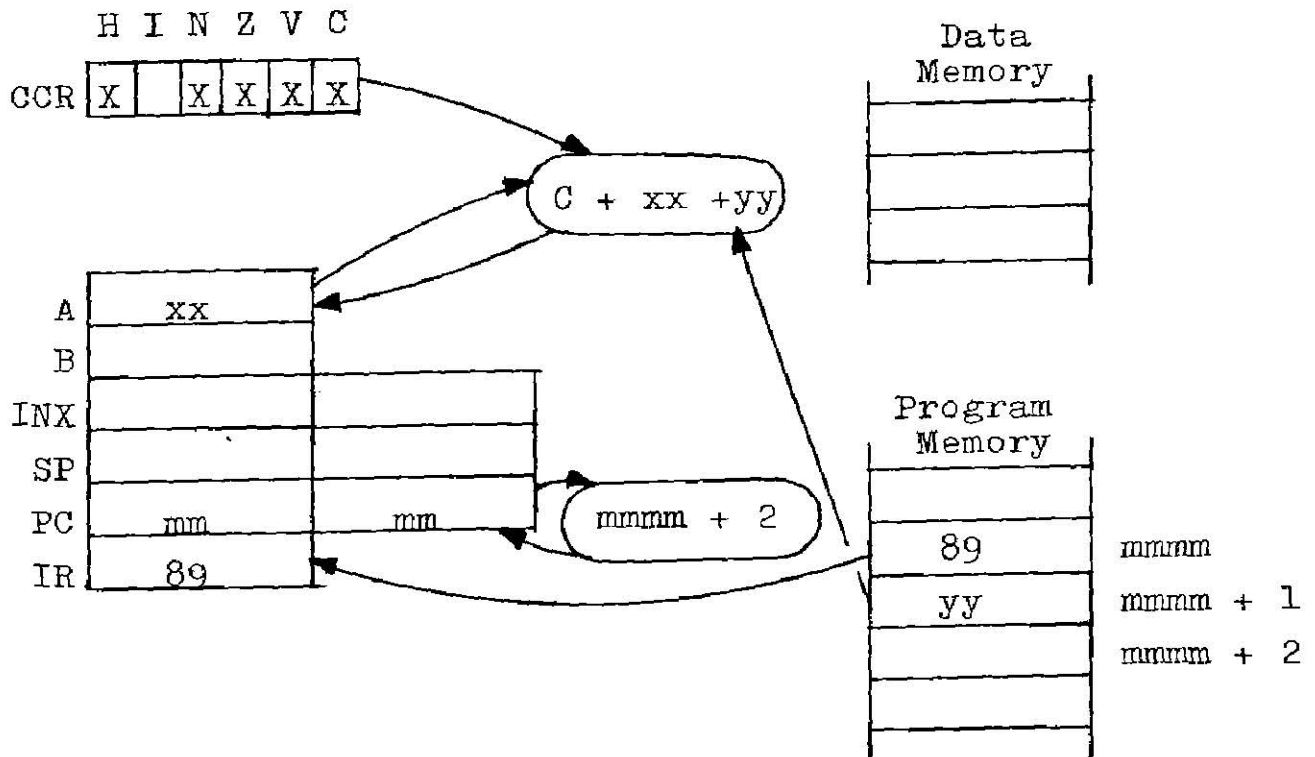 H I N Z V C
CCR X X X X X
Data
Memory
C + xx +yy
A xx
B
INX
SP
PC mm mm
mmmm + 2
IR 89
Program
Memory
89 mmmm
yy mmmm + 1
mmmm + 2